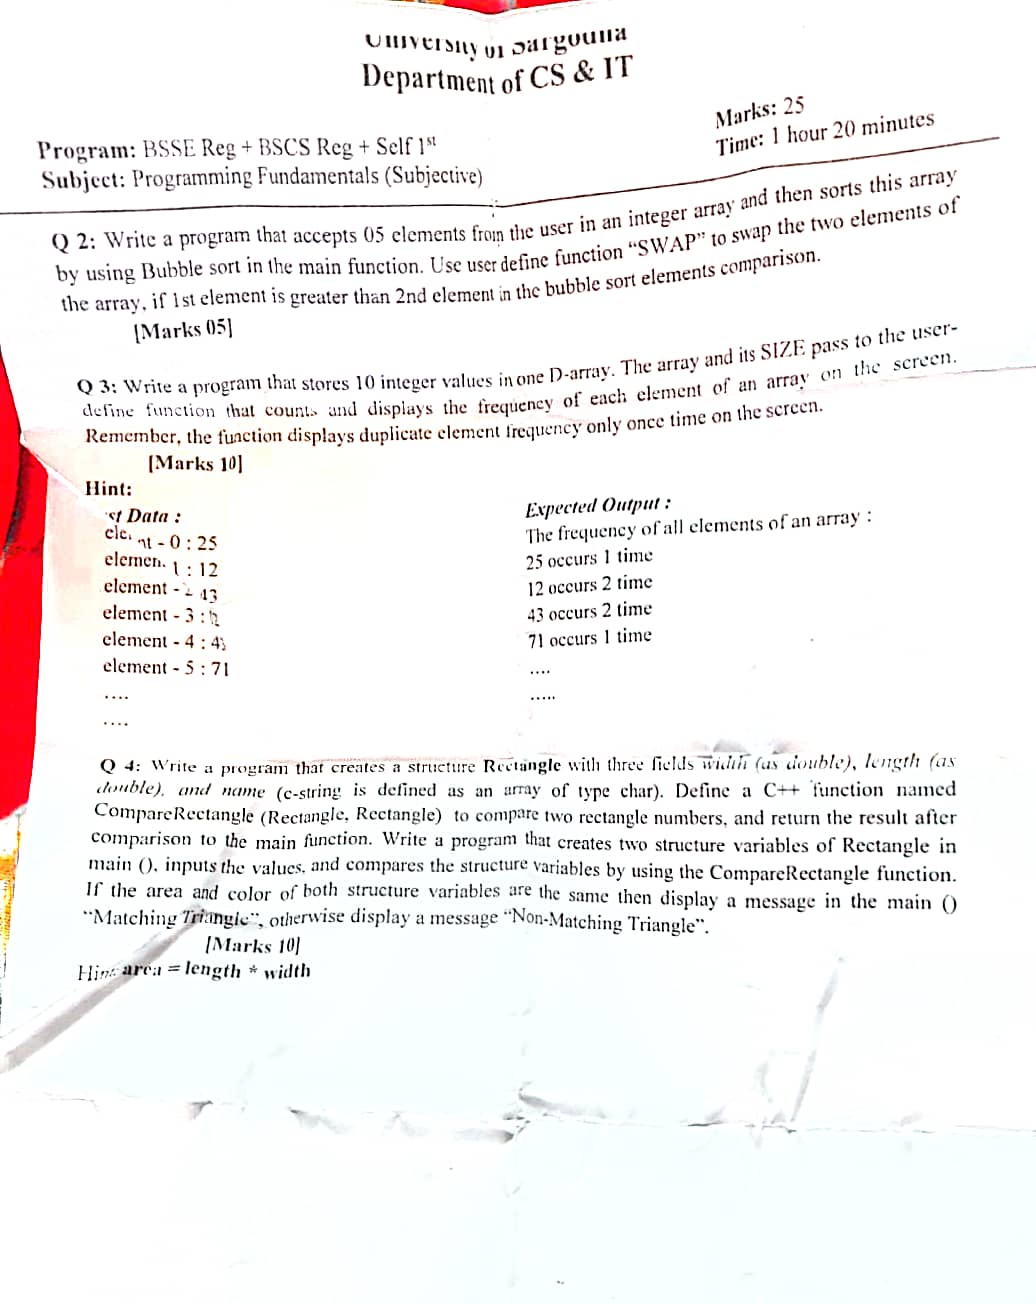 University of Sargodha
Department of CS & IT
Marks: 25
Time: 1 hour 20 minutes
Program: BSSE Reg + BSCS Reg + Self 1st
Subject: Programming Fundamentals (Subjective)
Q 2: Write a program that accepts 05 elements from the user in an integer array and then sorts this array
by using Bubble sort in the main function. Use user define function “SWAP” to swap the two elements of
the array, if 1st element is greater than 2nd element in the bubble sort elements comparison.
[Marks 05]
Q 3: Write a program that stores 10 integer values in one D-array. The array and its SIZE pass to the user-
define function that counts and displays the frequency of each element of an array on the screen.
Remember, the function displays duplicate element frequency only once time on the screen.
[Marks 10]
Hint:
st Data :
ele nt - 0 : 25
elemen 1 : 12
element - 2 43
element - 3 : 12
element - 4 : 43
element - 5 : 71
....
....
Expected Output :
The frequency of all elements of an array :
25 occurs 1 time
12 occurs 2 time
43 occurs 2 time
71 occurs 1 time
....
.....
Q 4: Write a program that creates a structure Rectangle with three fields width (as double), length (as
double), and name (c-string is defined as an array of type char). Define a C++ function named
CompareRectangle (Rectangle, Rectangle) to compare two rectangle numbers, and return the result after
comparison to the main function. Write a program that creates two structure variables of Rectangle in
main (), inputs the values, and compares the structure variables by using the CompareRectangle function.
If the area and color of both structure variables are the same then display a message in the main ()
“Matching Triangle”, otherwise display a message “Non-Matching Triangle”.
[Marks 10]
Hint area = length * width